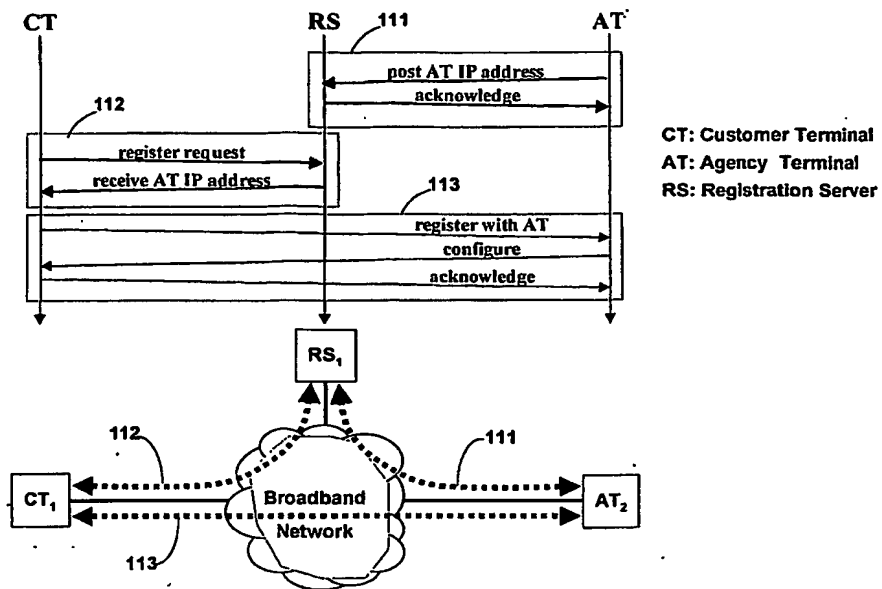 CT RS AT
111
post AT IP address
acknowledge
112
register request
receive AT IP address
CT: Customer Terminal
AT: Agency Terminal
RS: Registration Server
113
register with AT
configure
acknowledge
RS1
112
111
CT1
Broadband
Network
AT2
113